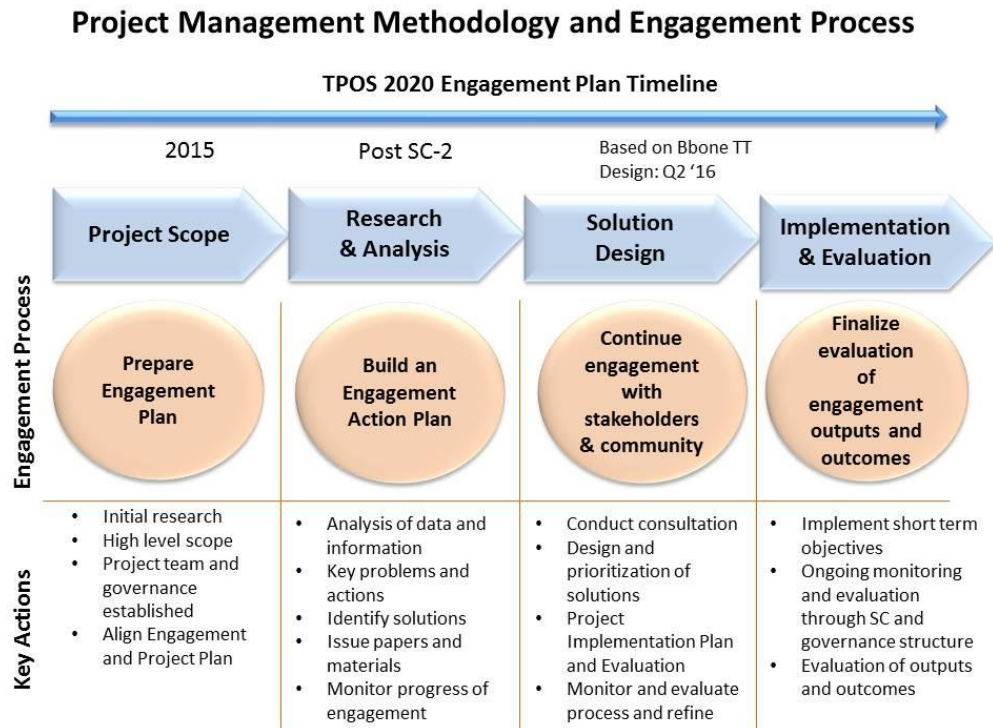 Project Management Methodology and Engagement Process
TPOS 2020 Engagement Plan Timeline
2015
Post SC-2
Based on Bbone TT
Design: Q2 ‘16
Project Scope
Research
& Analysis
Solution
Design
Implementation
& Evaluation
Engagement Process
Prepare
Engagement
Plan
Build an
Engagement
Action Plan
Continue
engagement
with
stakeholders
& community
Finalize
evaluation
of
engagement
outputs and
outcomes
Key Actions
• Initial research
• High level scope
• Project team and
governance
established
• Align Engagement
and Project Plan
• Analysis of data and
information
• Key problems and
actions
• Identify solutions
• Issue papers and
materials
• Monitor progress of
engagement
• Conduct consultation
• Design and
prioritization of
solutions
• Project
Implementation Plan
and Evaluation
• Monitor and evaluate
process and refine
• Implement short term
objectives
• Ongoing monitoring
and evaluation
through SC and
governance structure
• Evaluation of outputs
and outcomes